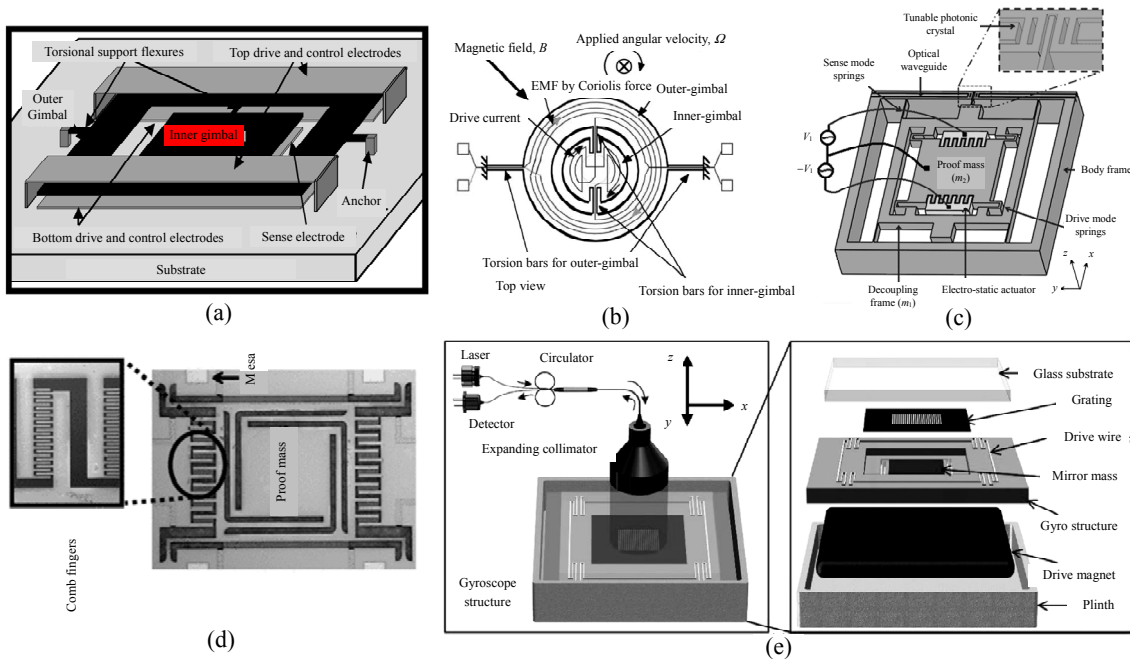 Torsional support flexures
Top drive and control electrodes
Outer
Gimbal
Inner gimbal
Anchor
Bottom drive and control electrodes
Sense electrode
Substrate
(a)
Magnetic field, B
Applied angular velocity, Ω
EMF by Coriolis force
Outer-gimbal
Drive current
Inner-gimbal
Torsion bars for outer-gimbal
Top view
Torsion bars for inner-gimbal
(b)
Tunable photonic
crystal
Optical
waveguide
Sense mode
springs
V₁
−V₁
Proof mass
(m₂)
Body frame
Drive mode
springs
Decoupling
frame (m₁)
Electro-static actuator
z
x
y
(c)
Mesa
Proof mass
Comb fingers
(d)
Laser
Circulator
Detector
Expanding collimator
z
x
y
Gyroscope
structure
Glass substrate
Grating
Drive wire
Mirror mass
Gyro structure
Drive magnet
Plinth
(e)